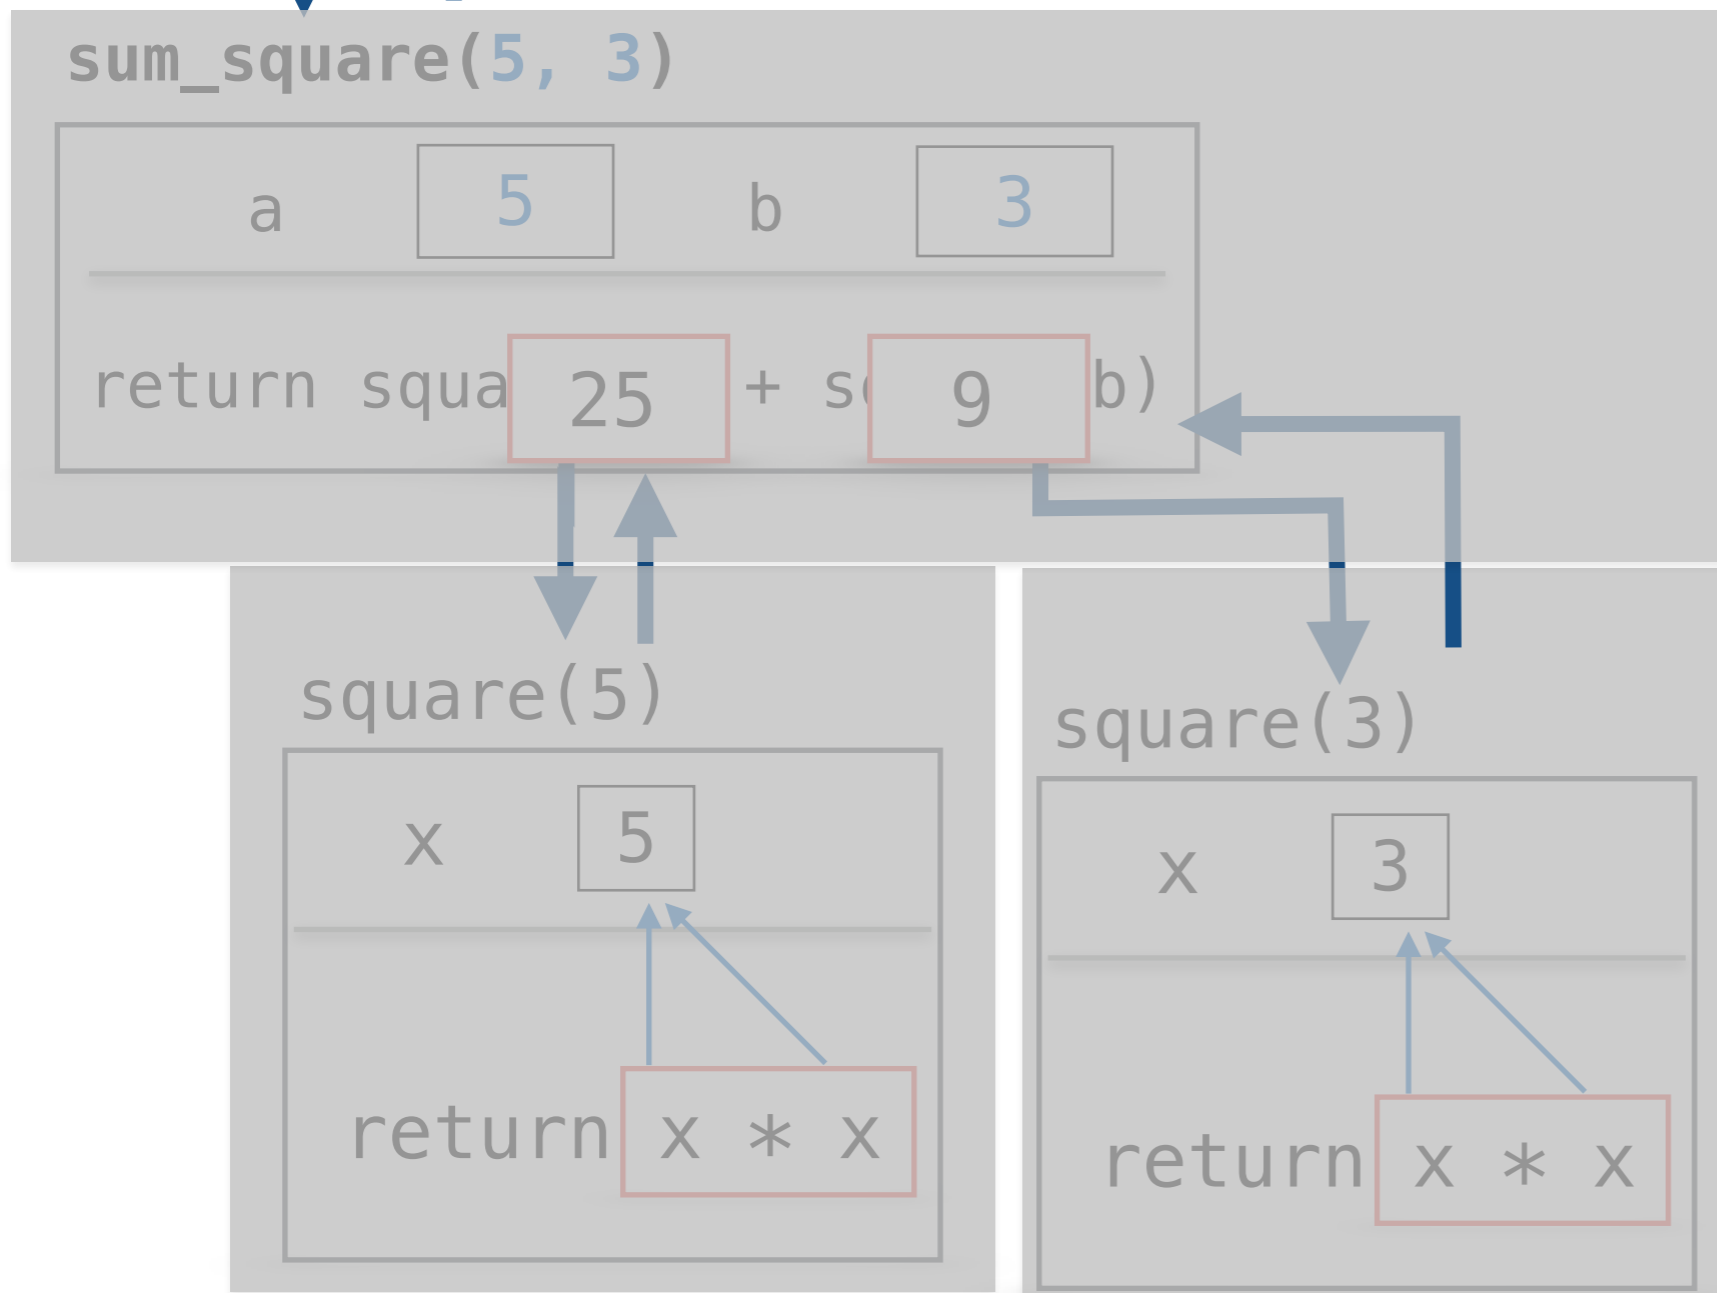 sum_square(5, 3)
a 5 b 3
return squa 25 + s 9 b)
square(5)
x 5
return x * x
square(3)
x 3
return x * x